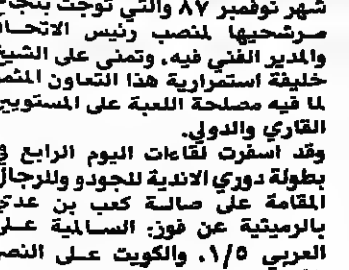 شهر نوفمبر ٨٧ والتي توجت بنجاح
مرشحيها لمنصب رئيس الاتحاد
والمدير الفني فيه، وتمنى على الشيخ
خليفة استمرارية هذا التعاون المثمر
لما فيه مصلحة اللعبة على المستويين
القاري والدولي.
وقد اسفرت لقاءات اليوم الرابع في
بطولة دوري الاندية للجودو وللرجال
المقامة على صالة كعب بن عدي
بالرميثية عن فوز: السالمية على
العربي ١/٥، والكويت على النصر